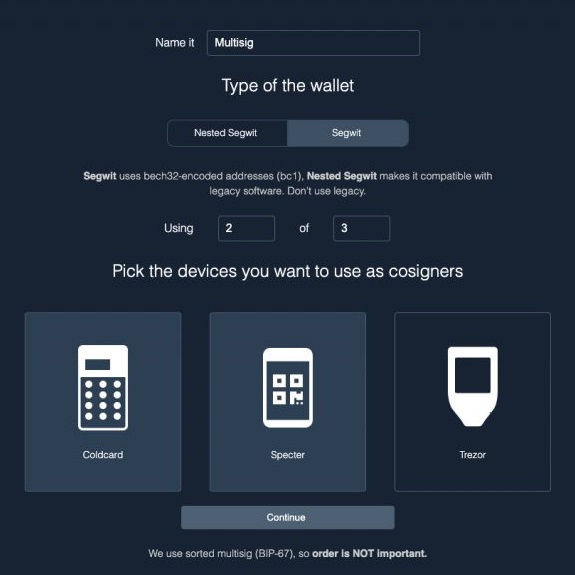 Name it Multisig
Type of the wallet
Nested Segwit Segwit
Segwit uses bech32-encoded addresses (bc1), Nested Segwit makes it compatible with
legacy software. Don't use legacy.
Using 2 of 3
Pick the devices you want to use as cosigners
Coldcard Specter Trezor
Continue
We use sorted multisig (BIP-67), so order is NOT important.